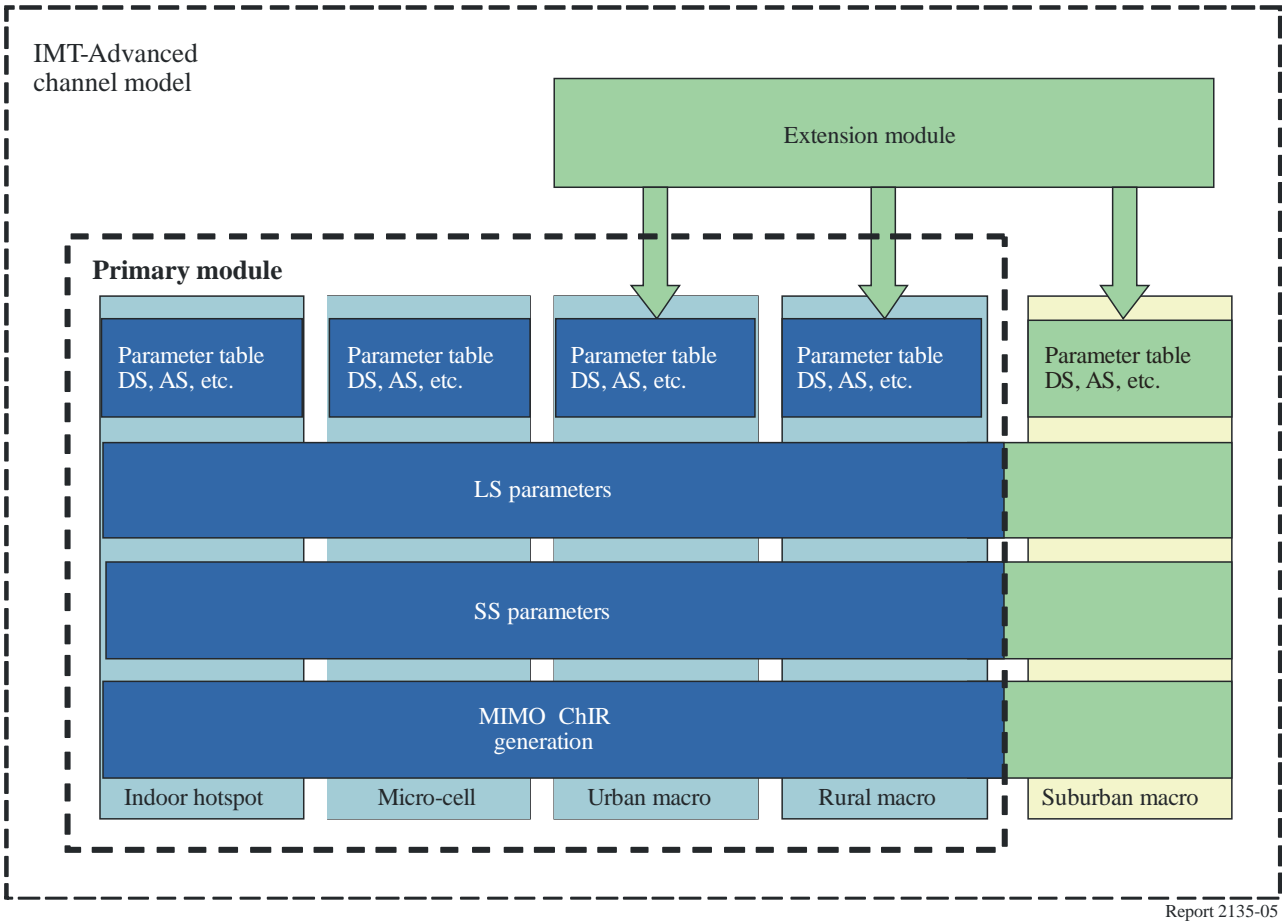 IMT-Advanced
channel model
Extension module
Primary module
Parameter table
DS, AS, etc.
Parameter table
DS, AS, etc.
Parameter table
DS, AS, etc.
Parameter table
DS, AS, etc.
Parameter table
DS, AS, etc.
LS parameters
SS parameters
MIMO ChIR
generation
Indoor hotspot
Micro-cell
Urban macro
Rural macro
Suburban macro
Report 2135-05